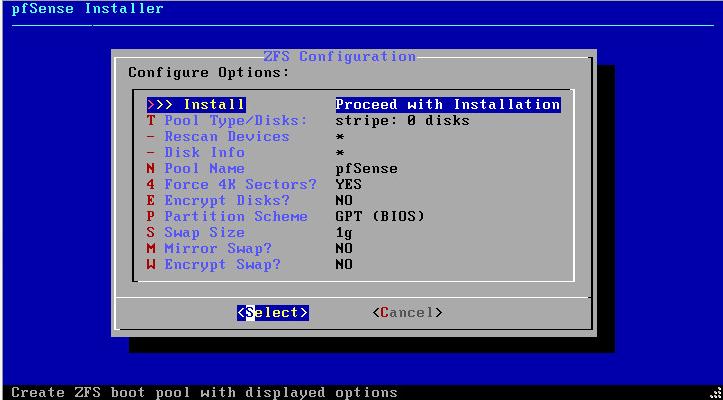 pfSense Installer
ZFS Configuration
Configure Options:
>>> Install Proceed with Installation
T Pool Type/Disks: stripe: 0 disks
- Rescan Devices *
- Disk Info *
N Pool Name pfSense
4 Force 4K Sectors? YES
E Encrypt Disks? NO
P Partition Scheme GPT (BIOS)
S Swap Size 1g
M Mirror Swap? NO
W Encrypt Swap? NO
<Select> <Cancel>
Create ZFS boot pool with displayed options